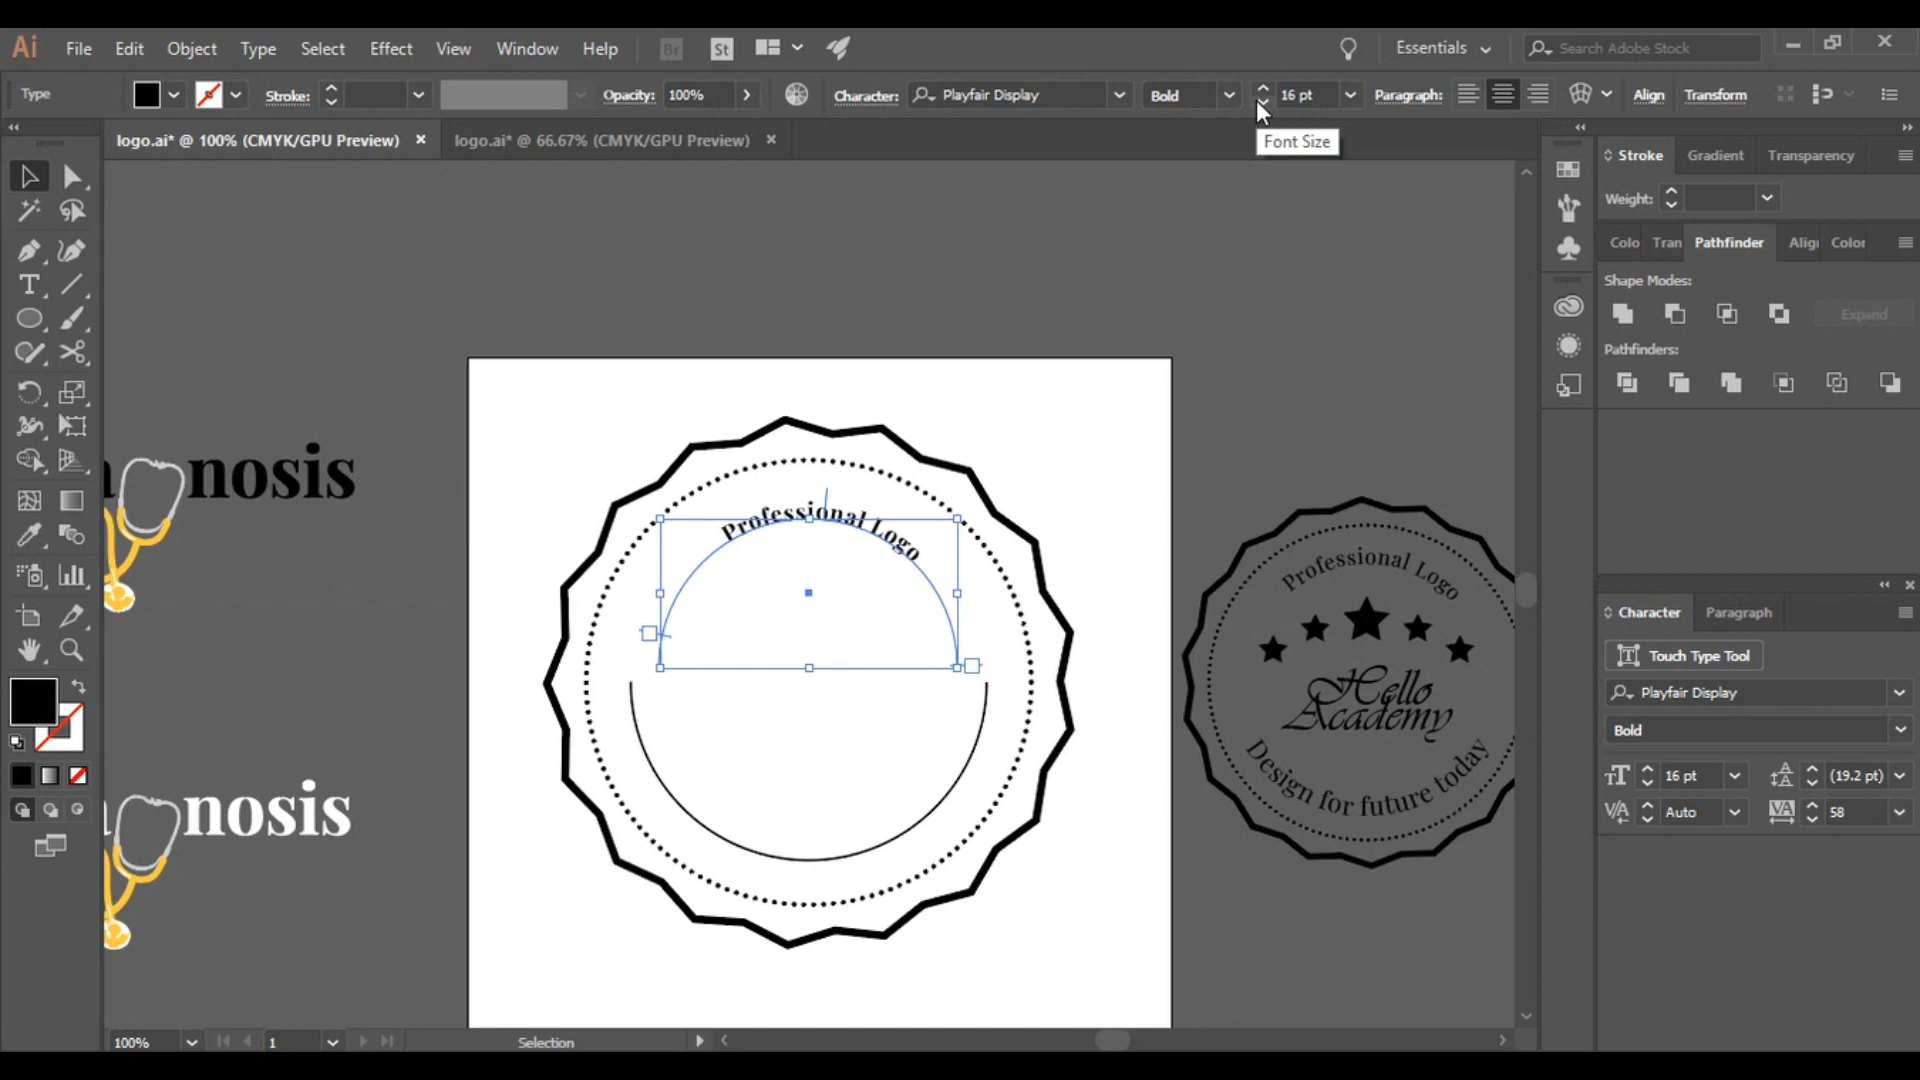 Ai File Edit Object Type Select Effect View Window Help Br St Essentials Search Adobe Stock
Type Stroke: Opacity: 100% Character: Playfair Display Bold 16 pt Paragraph: Align Transform
logo.ai* @ 100% (CMYK/GPU Preview) × logo.ai* @ 66.67% (CMYK/GPU Preview) ×
Font Size
Stroke Gradient Transparency
Weight:
Colo Tran Pathfinder Alig Color
Shape Modes:
Expand
Pathfinders:
nosis
Professional Logo
Professional Logo
Hello
Academy
Design for future today
nosis
Character Paragraph
Touch Type Tool
Playfair Display
Bold
16 pt (19.2 pt)
Auto 58
100% 1 Selection